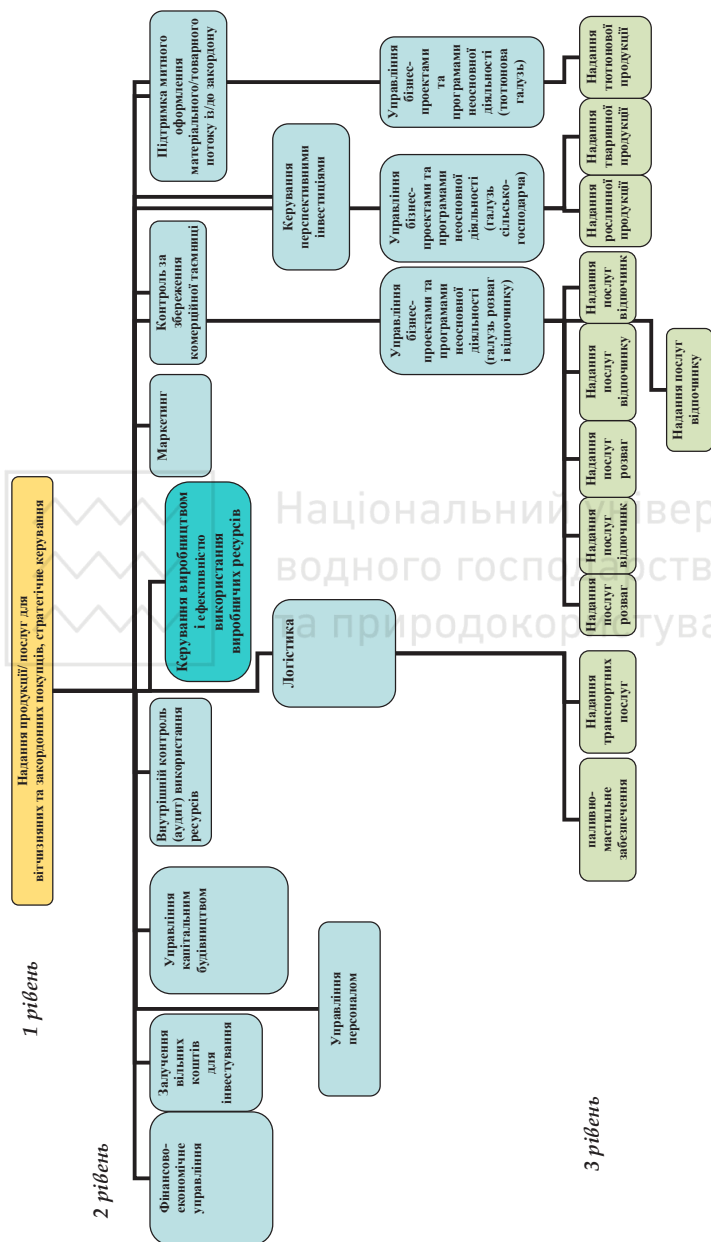 1 рівень
Надання продукції/ послуг для
вітчизняних та закордонних покупців, стратегічне керування
2 рівень
Фінансово-
економічне
управління
Залучення
вільних
коштів
для
інвестування
Управління
капітальним
будівництвом
Внутрішній контроль
(аудит) використання
ресурсів
Керування виробництвом
і ефективністю
використання
виробничих ресурсів
Маркетинг
Контроль за
збереження
комерційної таємниці
Підтримка митного
оформлення
матеріального/товарного
потоку із/до закордону
Управління
персоналом
Логістика
Керування
перспективними
інвестиціями
Управління
бізнес-
проектами та
програмами
неосновної
діяльності
(галузь розваг
і відпочинку)
Управління
бізнес-
проектами та
програмами
неосновної
діяльності
(галузь
сільсько-
господарча)
Управління
бізнес-
проектами
та
програмами
неосновної
діяльності
(тютюнова
галузь)
3 рівень
паливно-
мастильне
забезпечення
Надання
транспортних
послуг
Надання
послуг
розваг
Надання
послуг
відпочинк
Надання
послуг
розваг
Надання
послуг
відпочинку
Надання
послуг
відпочинк
Надання
рослинної
продукції
Надання
тваринної
продукції
Надання
тютюнової
продукції
Надання послуг
відпочинку
Національний універ
водного господарств
та природокористува